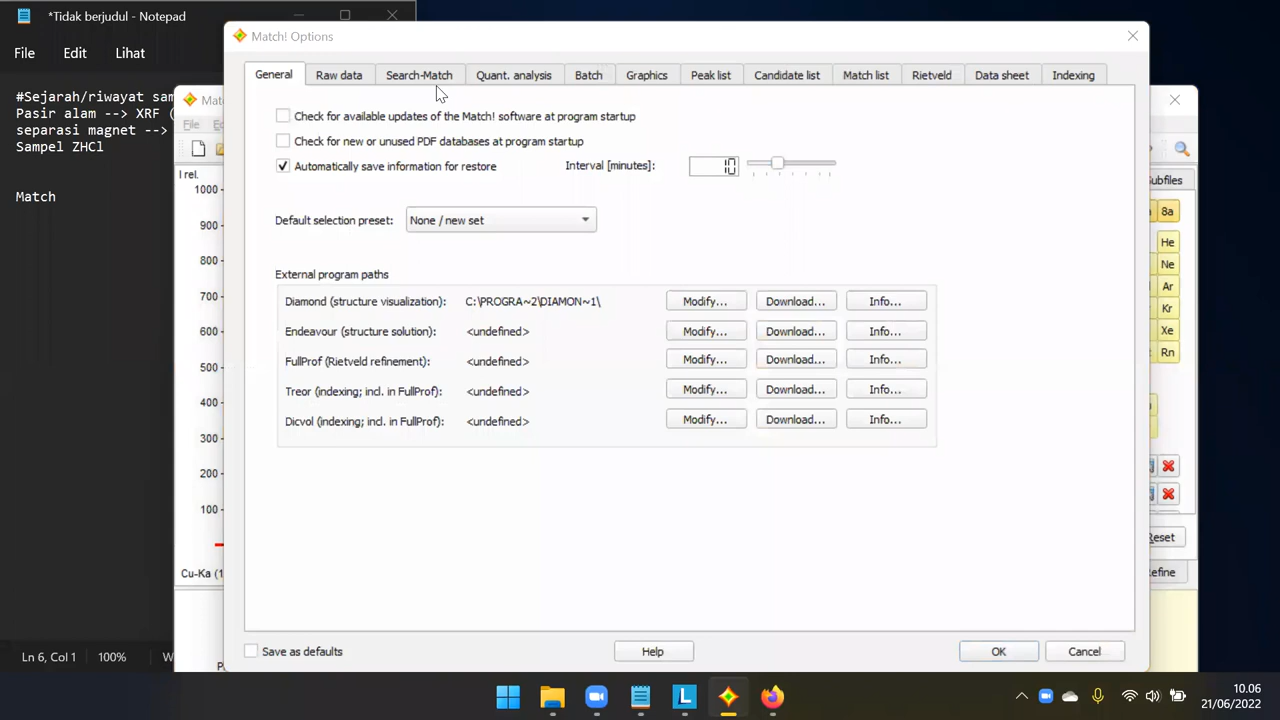 *Tidak berjudul - Notepad
File Edit Lihat
#Sejarah/riwayat sam
Pasir alam --> XRF (
separasi magnet -->
Sampel ZHCl
Match
Ln 6, Col 1 100% W
Match! Options
General Raw data Search-Match Quant. analysis Batch Graphics Peak list Candidate list Match list Rietveld Data sheet Indexing
Check for available updates of the Match! software at program startup
Check for new or unused PDF databases at program startup
Automatically save information for restore Interval [minutes]: 10
Default selection preset: None / new set
External program paths
Diamond (structure visualization): C:\PROGRA~2\DIAMON~1\ Modify... Download... Info...
Endeavour (structure solution): <undefined> Modify... Download... Info...
FullProf (Rietveld refinement): <undefined> Modify... Download... Info...
Treor (indexing; incl. in FullProf): <undefined> Modify... Download... Info...
Dicvol (indexing; incl. in FullProf): <undefined> Modify... Download... Info...
Save as defaults Help OK Cancel
Mat
File E
I rel.
1000
900
800
700
600
500
400
300
200
100
Cu-Ka (1
P
Subfiles
8a
He
Ne
Ar
Kr
Xe
Rn
Reset
efine
L
10.06
21/06/2022